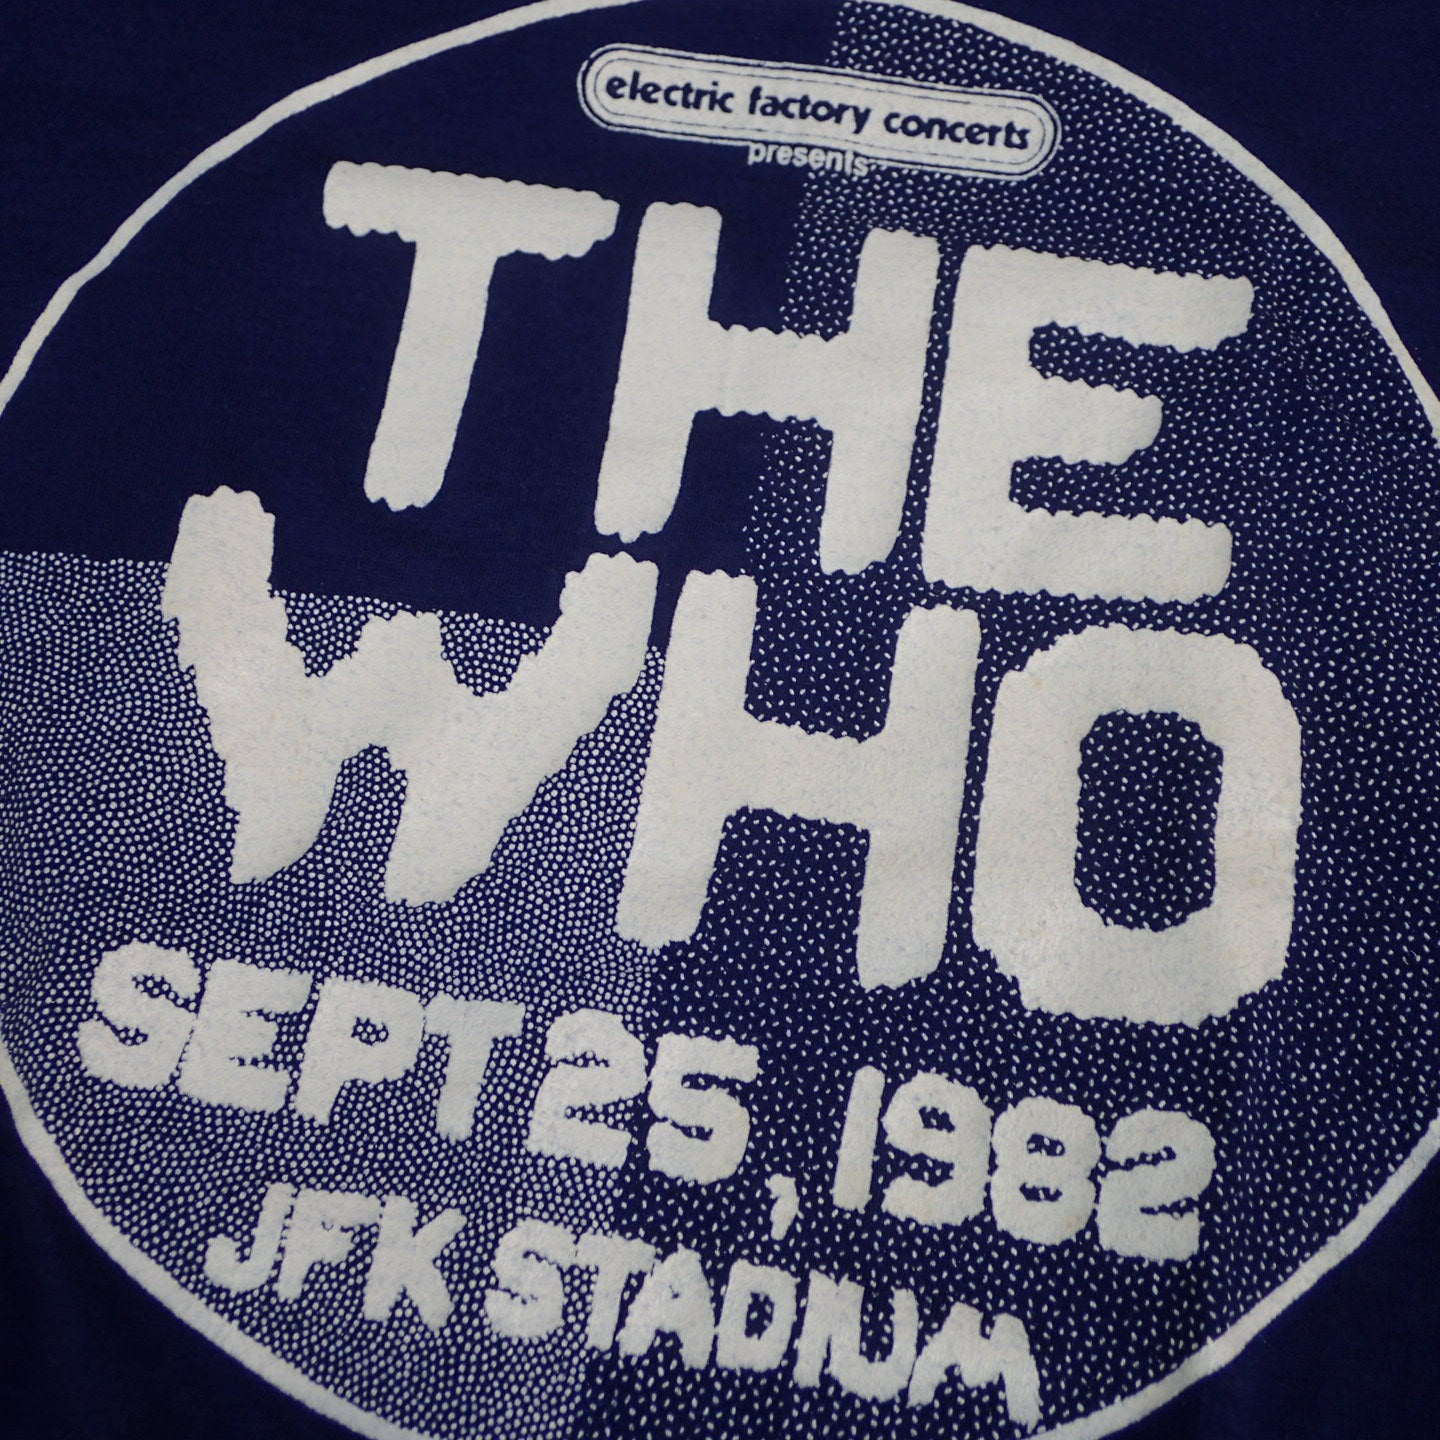 electric factory concerts
presents
THE
WHO
SEPT 25, 1982
JFK STADIUM